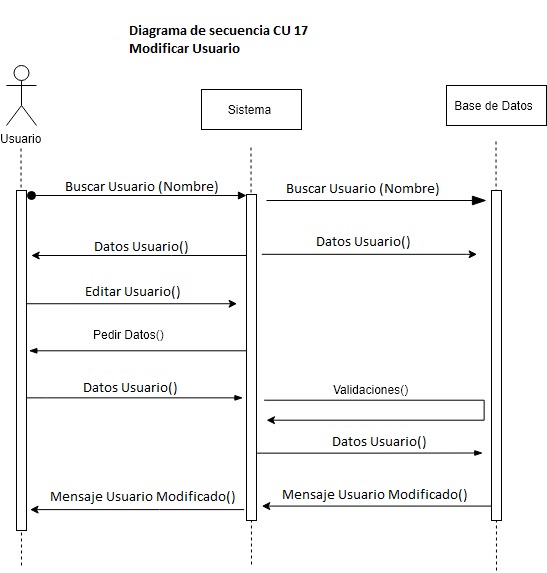 Diagrama de secuencia CU 17
Modificar Usuario
Usuario
Sistema
Base de Datos
Buscar Usuario (Nombre)
Buscar Usuario (Nombre)
Datos Usuario()
Datos Usuario()
Editar Usuario()
Pedir Datos()
Datos Usuario()
Validaciones()
Datos Usuario()
Mensaje Usuario Modificado()
Mensaje Usuario Modificado()